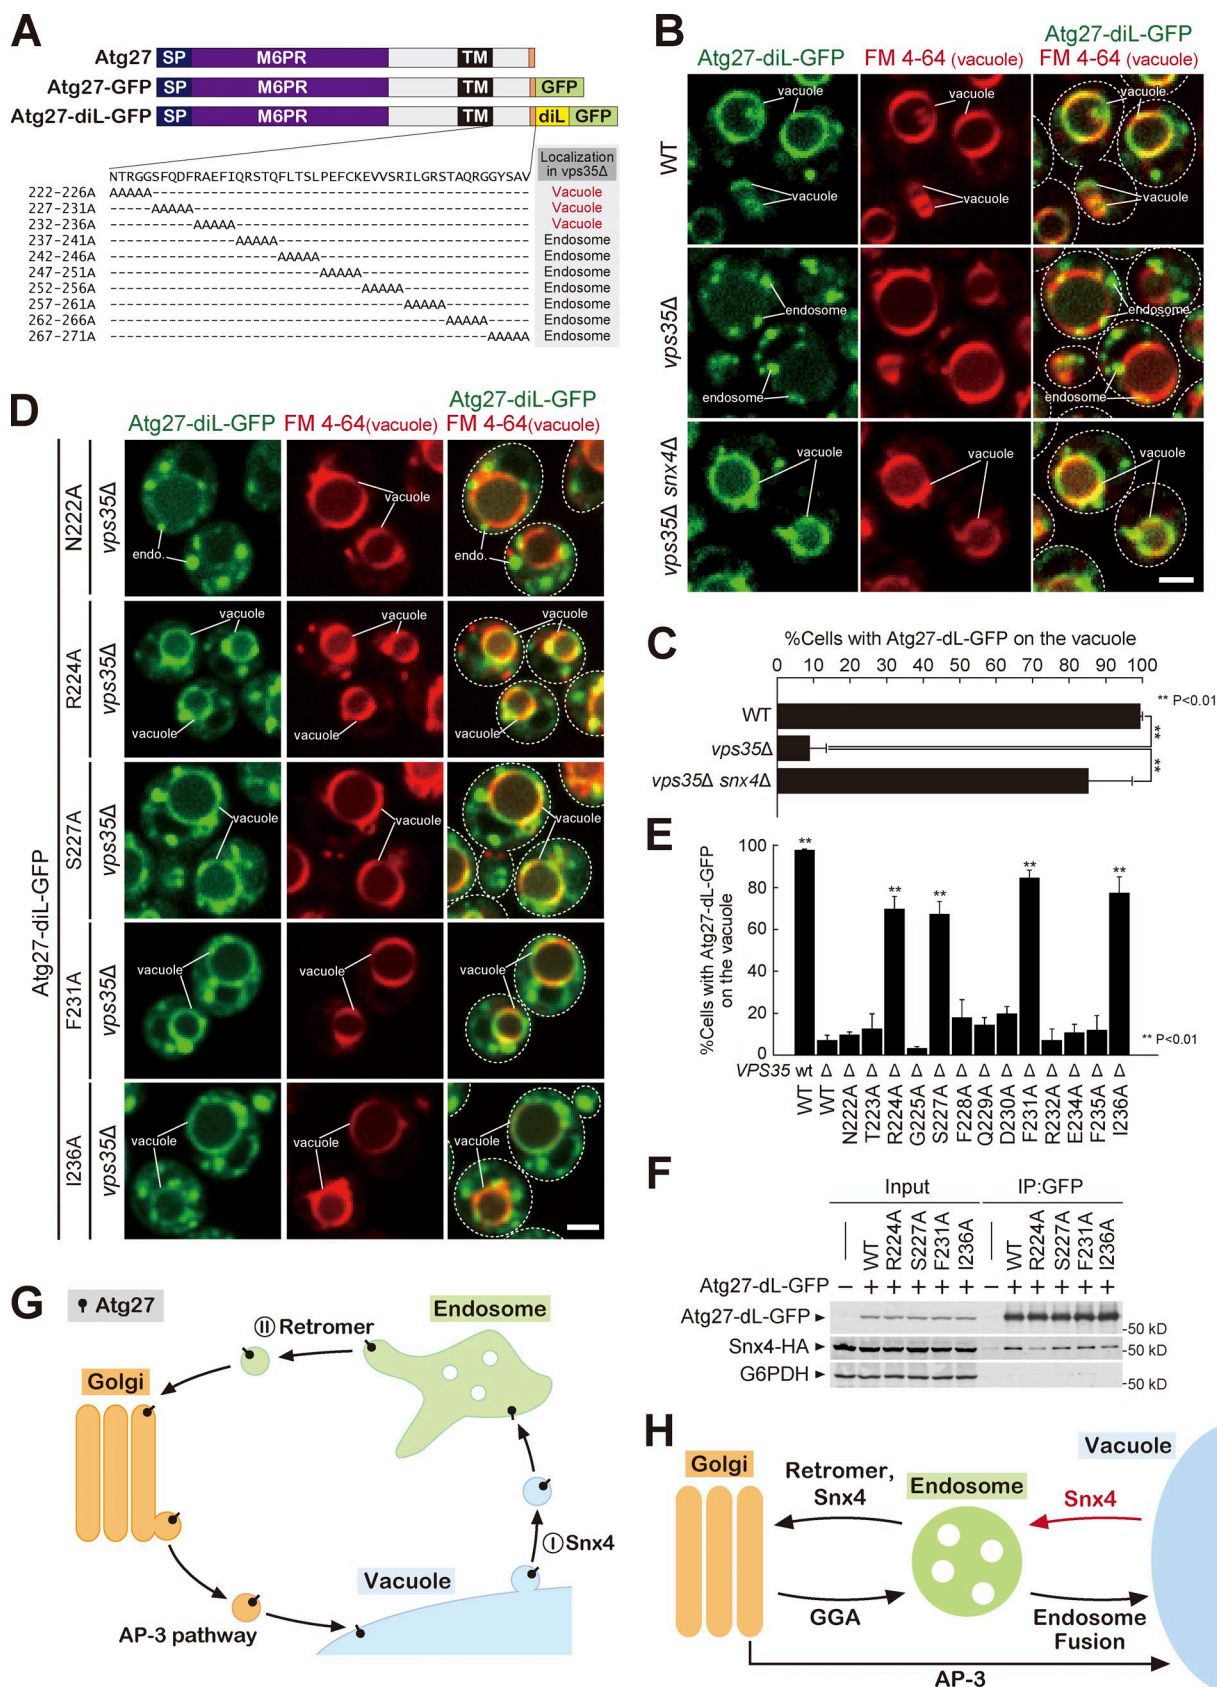 A
Atg27
SP
M6PR
TM
Atg27-GFP
SP
M6PR
TM
GFP
Atg27-diL-GFP
SP
M6PR
TM
diL
GFP
Localization
in vps35Δ
NTRGGSFQDFRAEFIQRSTQFLTSLPEFCKEVVSRILGRSTAQRGGYSAV
222-226A AAAAA--------------------------------------------- Vacuole
227-231A -----AAAAA---------------------------------------- Vacuole
232-236A ----------AAAAA----------------------------------- Vacuole
237-241A ---------------AAAAA------------------------------ Endosome
242-246A --------------------AAAAA------------------------- Endosome
247-251A -------------------------AAAAA-------------------- Endosome
252-256A ------------------------------AAAAA--------------- Endosome
257-261A -----------------------------------AAAAA---------- Endosome
262-266A ----------------------------------------AAAAA----- Endosome
267-271A ---------------------------------------------AAAAA Endosome
B
Atg27-diL-GFP
FM 4-64 (vacuole)
Atg27-diL-GFP
FM 4-64 (vacuole)
WT
vacuole
vacuole
vacuole
vacuole
vacuole
vacuole
vps35Δ
endosome
endosome
endosome
endosome
vps35Δ snx4Δ
vacuole
vacuole
vacuole
C
%Cells with Atg27-dL-GFP on the vacuole
0 10 20 30 40 50 60 70 80 90 100
** P<0.01
WT
vps35Δ
vps35Δ snx4Δ
**
**
D
Atg27-diL-GFP
FM 4-64(vacuole)
Atg27-diL-GFP
FM 4-64(vacuole)
Atg27-diL-GFP
N222A
vps35Δ
endo.
vacuole
endo.
R224A
vps35Δ
vacuole
vacuole
vacuole
vacuole
vacuole
vacuole
S227A
vps35Δ
vacuole
vacuole
vacuole
F231A
vps35Δ
vacuole
vacuole
vacuole
I236A
vps35Δ
vacuole
vacuole
vacuole
E
%Cells with Atg27-dL-GFP
on the vacuole
100
80
60
40
20
0
**
**
**
**
**
** P<0.01
VPS35 wt Δ Δ Δ Δ Δ Δ Δ Δ Δ Δ Δ Δ Δ Δ
WT WT N222A T223A R224A G225A S227A F228A Q229A D230A F231A R232A E234A F235A I236A
F
Input
IP:GFP
— WT R224A S227A F231A I236A — WT R224A S227A F231A I236A
Atg27-dL-GFP − + + + + + − + + + + +
Atg27-dL-GFP
-50 kD
Snx4-HA
-50 kD
G6PDH
-50 kD
G
Atg27
Endosome
II Retromer
Golgi
I Snx4
Vacuole
AP-3 pathway
H
Vacuole
Golgi
Retromer,
Snx4
Endosome
Snx4
GGA
Endosome
Fusion
AP-3